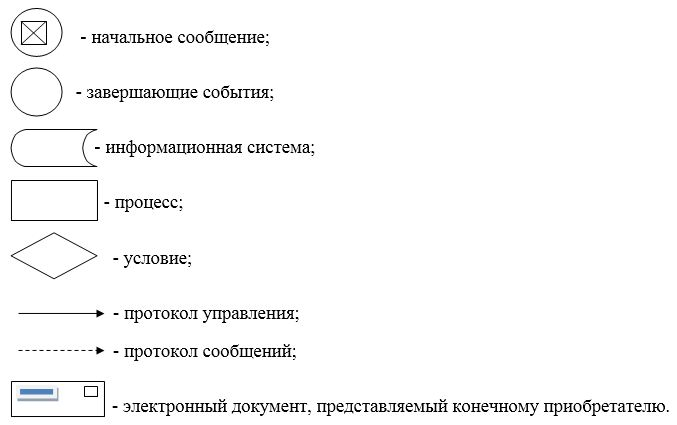 - начальное сообщение;
- завершающие события;
- информационная система;
- процесс;
- условие;
- протокол управления;
- протокол сообщений;
- электронный документ, представляемый конечному приобретателю.